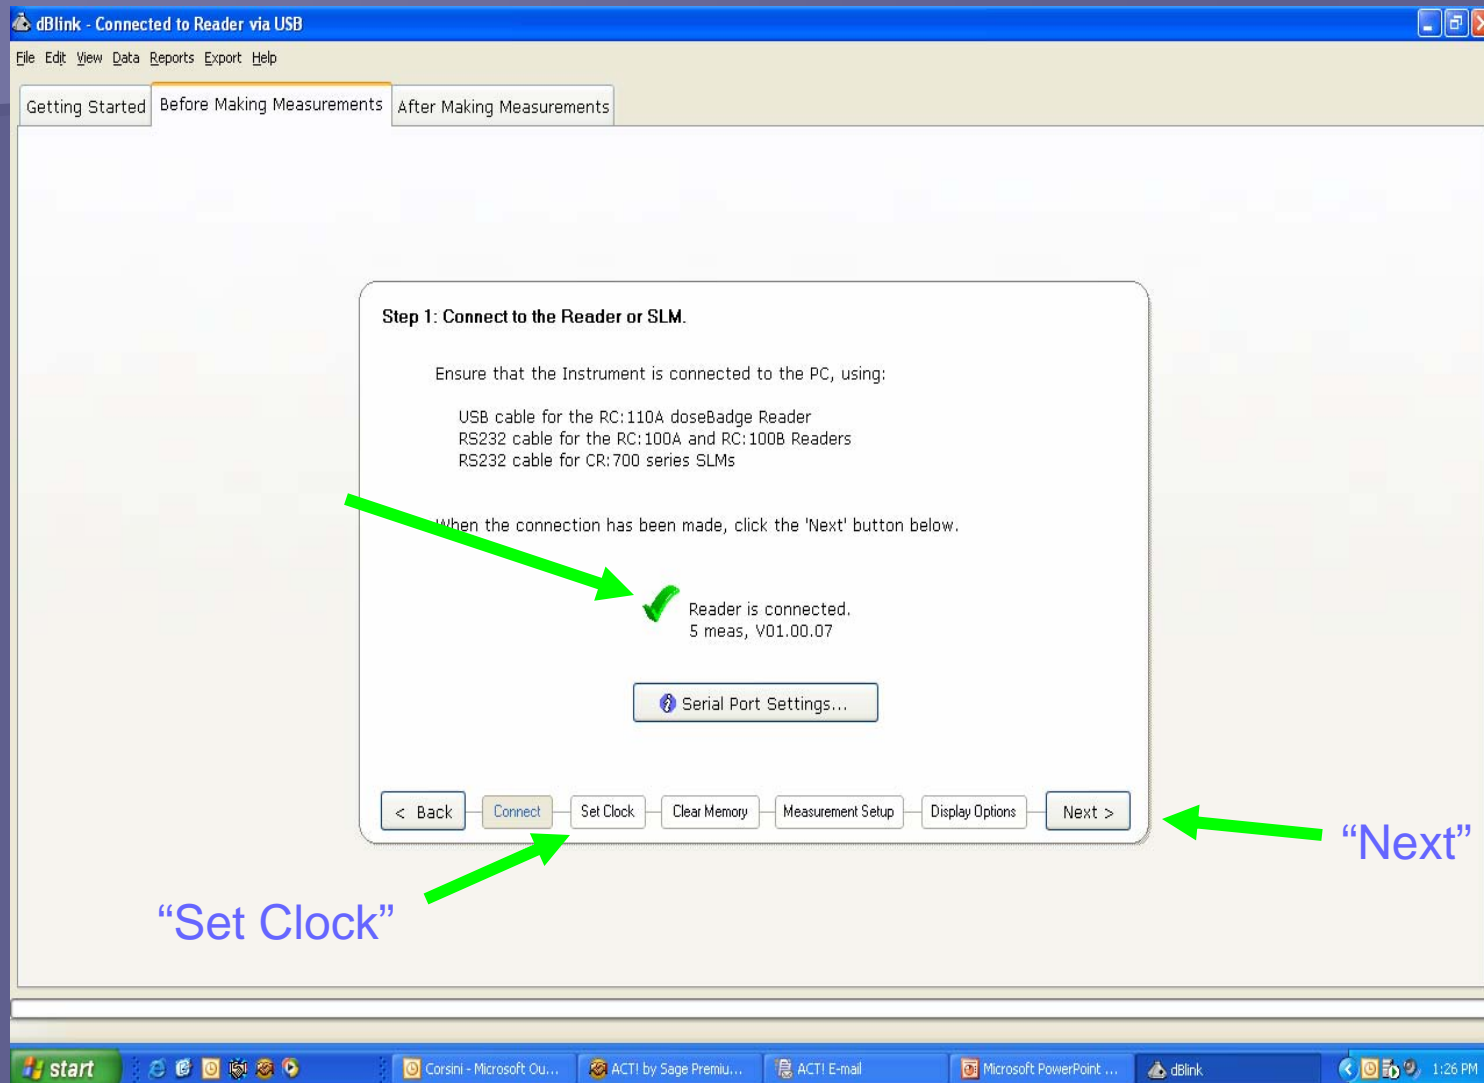 dBlink - Connected to Reader via USB
File Edit View Data Reports Export Help
Getting Started Before Making Measurements After Making Measurements
Step 1: Connect to the Reader or SLM.
Ensure that the Instrument is connected to the PC, using:
USB cable for the RC:110A doseBadge Reader
RS232 cable for the RC:100A and RC:100B Readers
RS232 cable for CR:700 series SLMs
When the connection has been made, click the 'Next' button below.
Reader is connected.
5 meas, V01.00.07
Serial Port Settings...
< Back Connect Set Clock Clear Memory Measurement Setup Display Options Next >
“Next”
“Set Clock”
start Corsini - Microsoft Ou... ACT! by Sage Premiu... ACT! E-mail Microsoft PowerPoint ... dBlink 1:26 PM